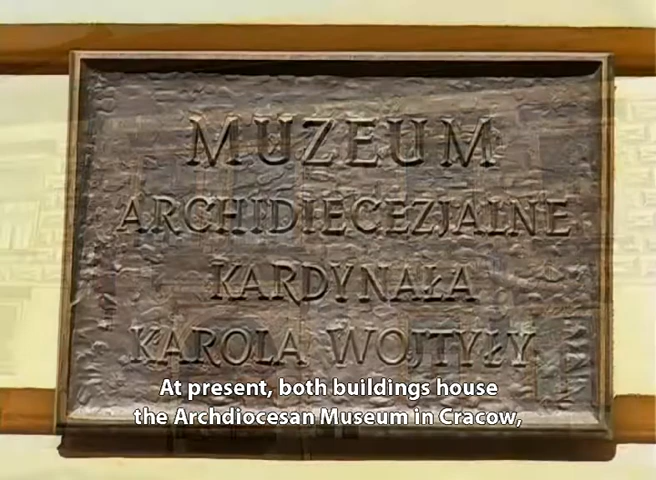 MUZEUM
ARCHIDIECEZJALNE
KARDYNAŁA
KAROLA WOJTYŁY
At present, both buildings house
the Archdiocesan Museum in Cracow,